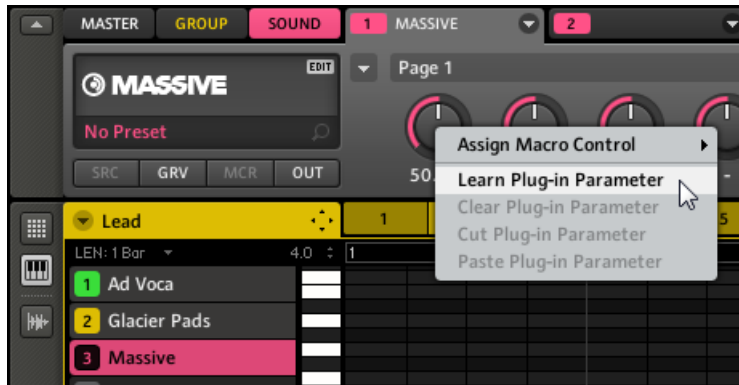 MASTER GROUP SOUND 1 MASSIVE 2
MASSIVE EDIT Page 1
No Preset
SRC GRV MCR OUT
50.
Assign Macro Control
Learn Plug-in Parameter
Clear Plug-in Parameter
Cut Plug-in Parameter
Paste Plug-in Parameter
Lead 1 5
LEN: 1 Bar 4.0 1
1 Ad Voca
2 Glacier Pads
3 Massive